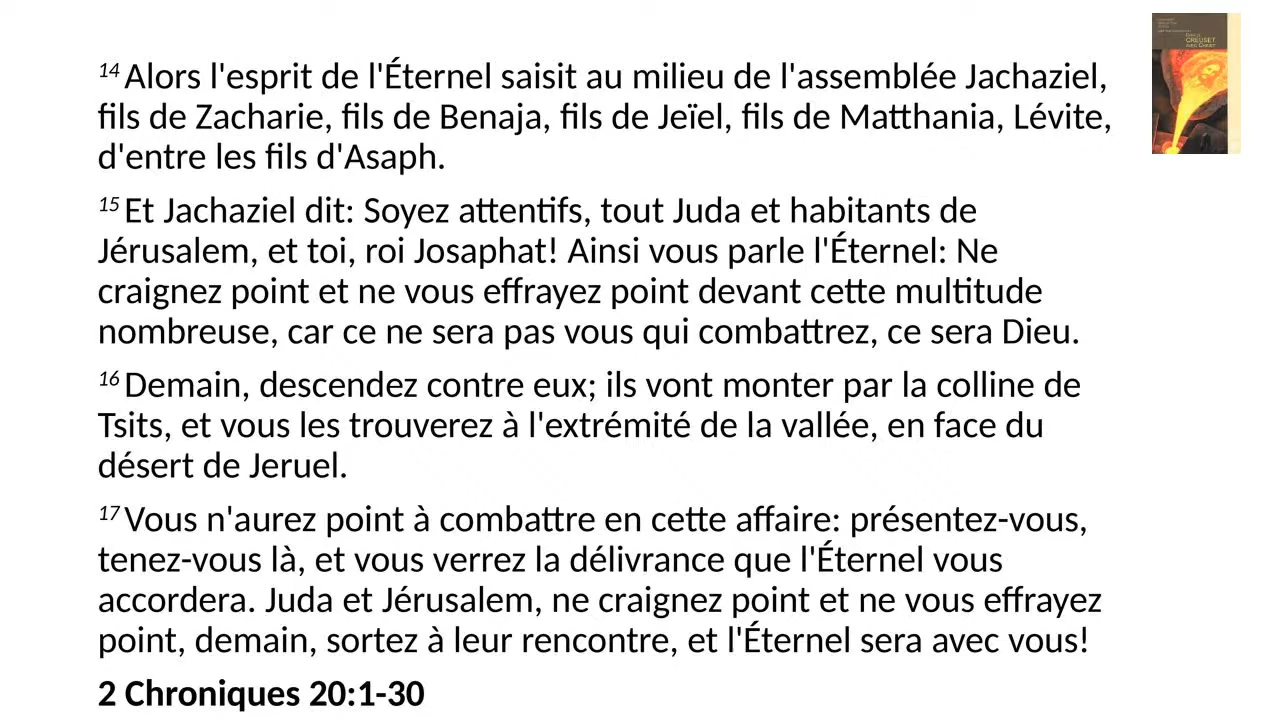 14 Alors l'esprit de l'Éternel saisit au milieu de l'assemblée Jachaziel,
fils de Zacharie, fils de Benaja, fils de Jeïel, fils de Matthania, Lévite,
d'entre les fils d'Asaph.
15 Et Jachaziel dit: Soyez attentifs, tout Juda et habitants de
Jérusalem, et toi, roi Josaphat! Ainsi vous parle l'Éternel: Ne
craignez point et ne vous effrayez point devant cette multitude
nombreuse, car ce ne sera pas vous qui combattrez, ce sera Dieu.
16 Demain, descendez contre eux; ils vont monter par la colline de
Tsits, et vous les trouverez à l'extrémité de la vallée, en face du
désert de Jeruel.
17 Vous n'aurez point à combattre en cette affaire: présentez-vous,
tenez-vous là, et vous verrez la délivrance que l'Éternel vous
accordera. Juda et Jérusalem, ne craignez point et ne vous effrayez
point, demain, sortez à leur rencontre, et l'Éternel sera avec vous!
2 Chroniques 20:1-30
CREUSET
AVEC CHRIST